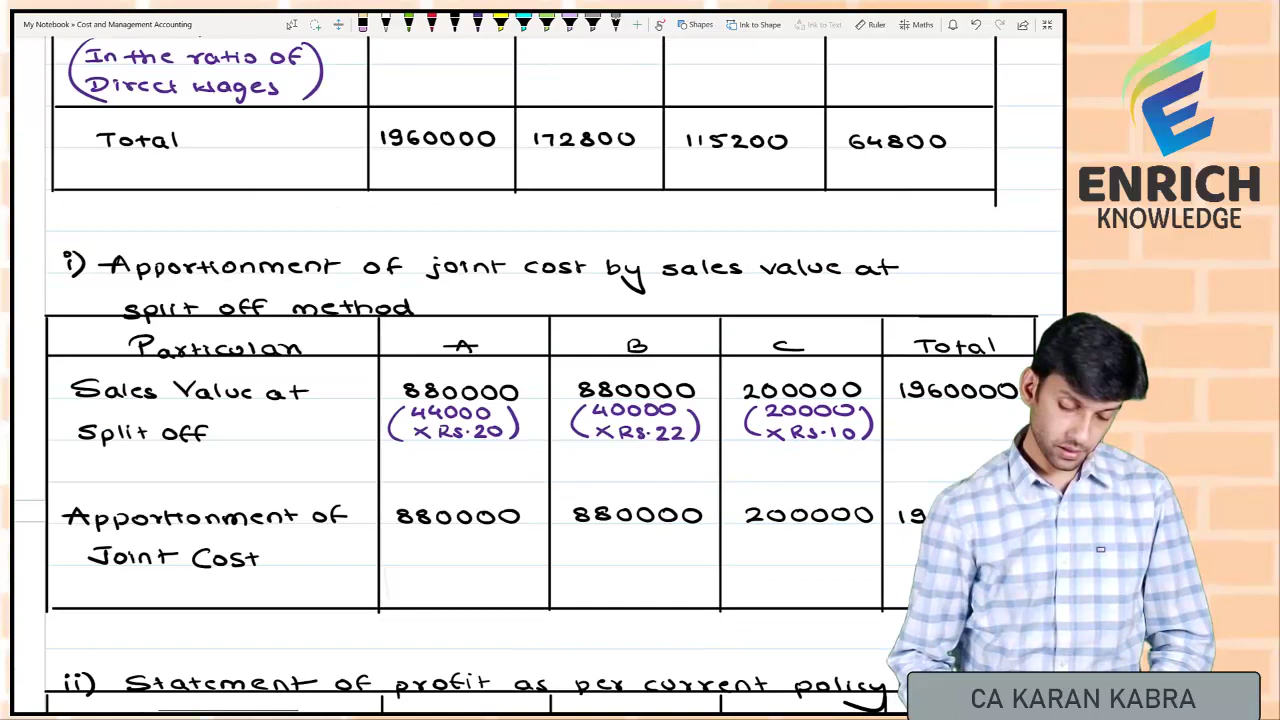 My Notebook » Cost and Management Accounting
Shapes Ink to Shape Ink to Text Ruler Maths
(In the ratio of
Direct wages)
Total 1960000 172800 115200 64800
i) Apportionment of joint cost by sales value at
split off method
Particular A B C Total
Sales Value at 880000 880000 200000 1960000
Split off (44000 × Rs.20) (40000 × Rs.22) (20000 × Rs.10)
Apportionment of 880000 880000 200000 19
Joint Cost
ii) Statement of profit as per current policy
ENRICH
KNOWLEDGE
CA KARAN KABRA